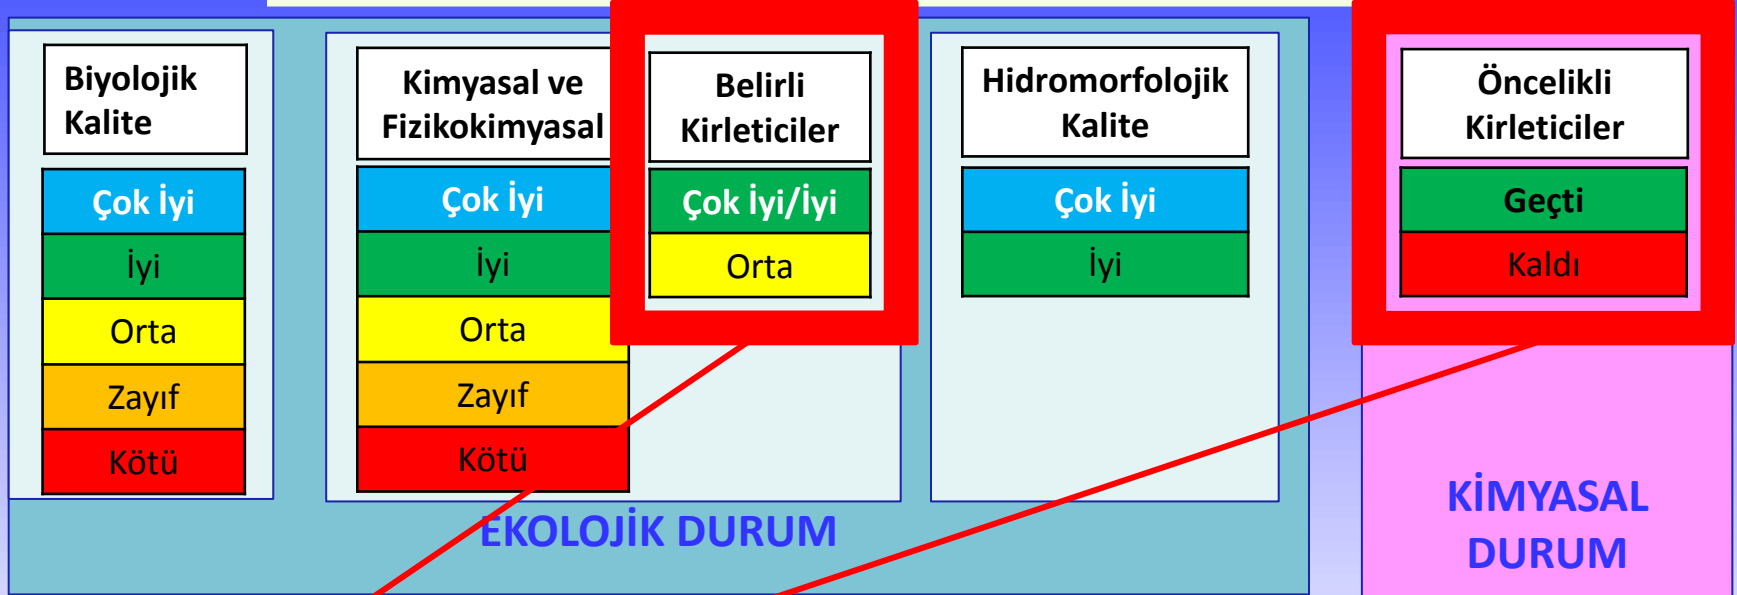 Biyolojik
Kalite
Çok İyi
İyi
Orta
Zayıf
Kötü
Kimyasal ve
Fizikokimyasal
Çok İyi
İyi
Orta
Zayıf
Kötü
Belirli
Kirleticiler
Çok İyi/İyi
Orta
Hidromorfolojik
Kalite
Çok İyi
İyi
EKOLOJİK DURUM
Öncelikli
Kirleticiler
Geçti
Kaldı
KİMYASAL
DURUM